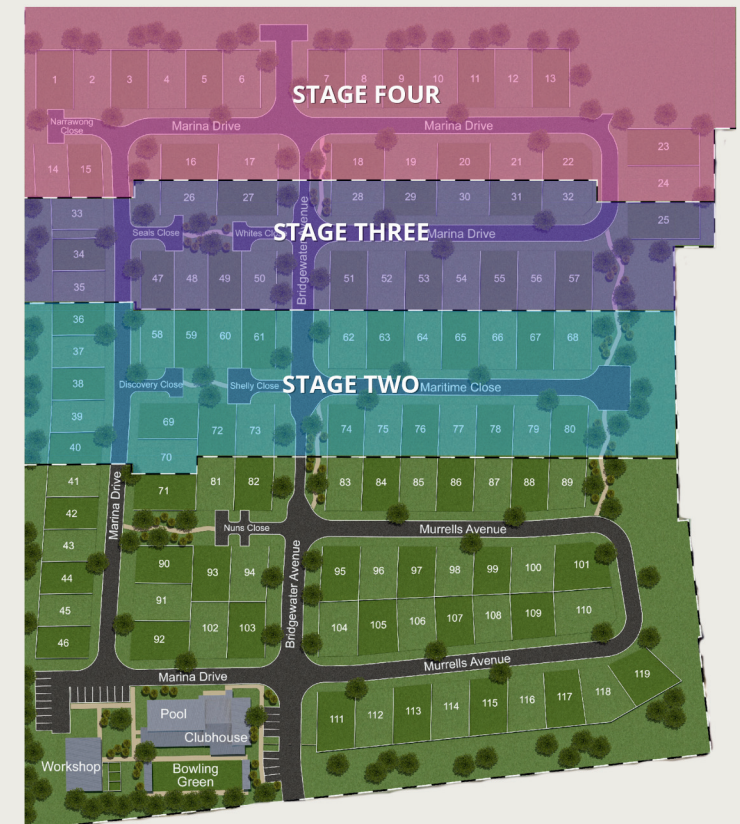 1 2 3 4 5 6 7 8 9 10 11 12 13
STAGE FOUR
Narrawong
Close
Marina Drive Marina Drive
14 15 16 17 18 19 20 21 22 23
24
26 27 28 29 30 31 32
33 25
Seals Close Whites Cl
STAGE THREE
Marina Drive
Bridgewater Avenue
34
35 47 48 49 50 51 52 53 54 55 56 57
36
58 59 60 61 62 63 64 65 66 67 68
37
38 Discovery Close Shelly Close
STAGE TWO
Maritime Close
39 69 72 73 74 75 76 77 78 79 80
40 70
41 71 81 82 83 84 85 86 87 88 89
42
Marina Drive
Nuns Close
Murrells Avenue
43
Bridgewater Avenue
90 93 94 95 96 97 98 99 100 101
44
91
45
92 102 103 104 105 106 107 108 109 110
46
Marina Drive
Murrells Avenue
111 112 113 114 115 116 117 118 119
Pool
Clubhouse
Workshop
Bowling
Green